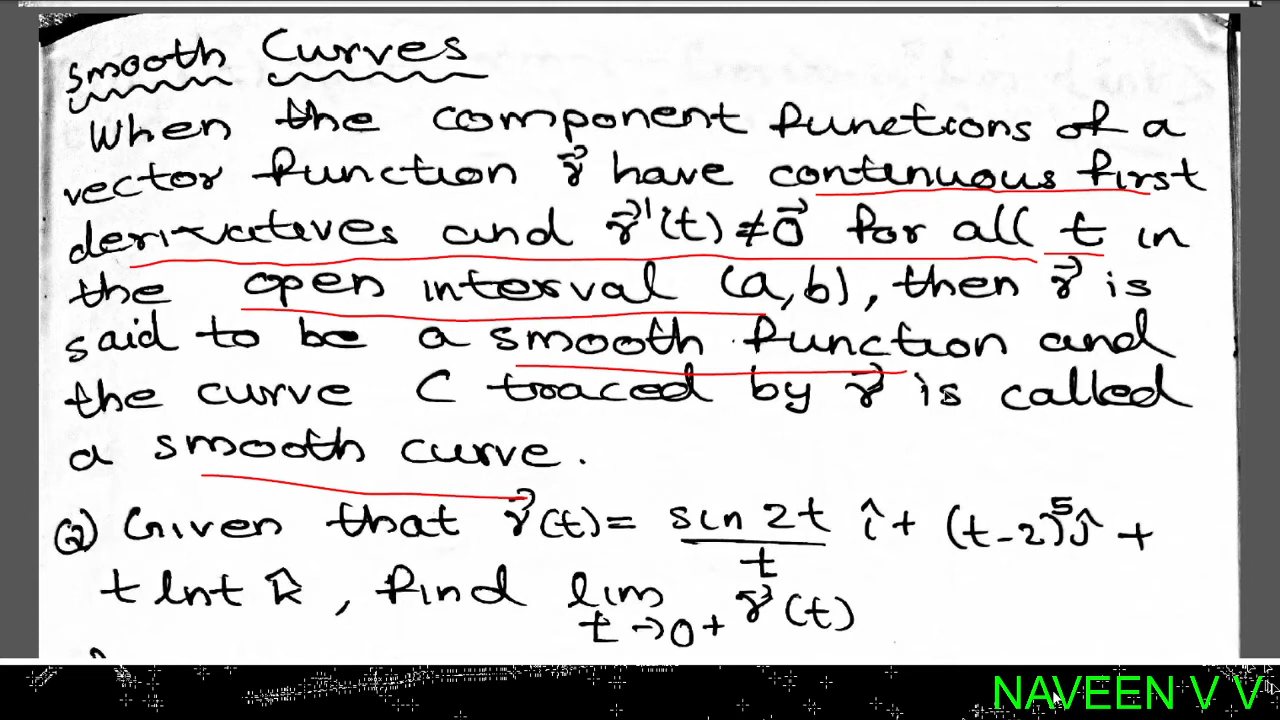 Smooth Curves
When the component functions of a
vector function r⃗ have continuous first
derivatives and r⃗'(t) ≠ 0⃗ for all t in
the open interval (a,b), then r⃗ is
said to be a smooth function and
the curve C traced by r⃗ is called
a smooth curve.
Q) Given that r⃗(t) = sin 2t / t î + (t-2)⁵ ĵ +
t lnt k̂, find lim t→0+ r⃗(t)
NAVEEN V V